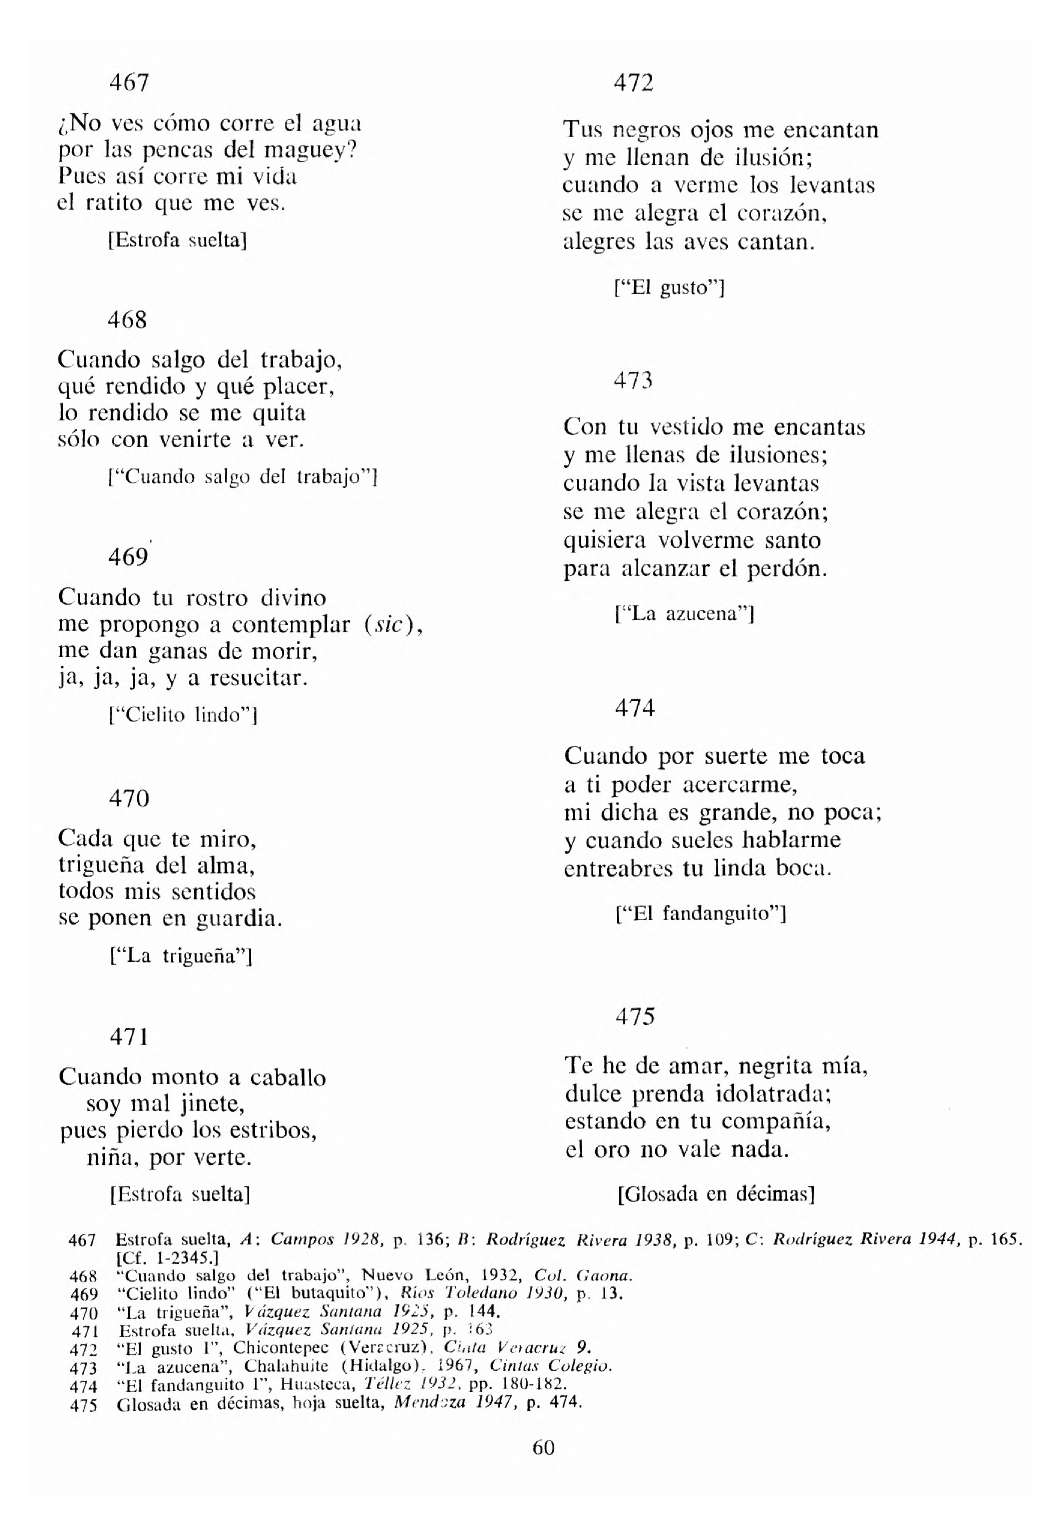 467
¿No ves cómo corre el agua
por las pencas del maguey?
Pues así corre mi vida
el ratito que me ves.
[Estrofa suelta]
468
Cuando salgo del trabajo,
qué rendido y qué placer,
lo rendido se me quita
sólo con venirte a ver.
[“Cuando salgo del trabajo”]
469
Cuando tu rostro divino
me propongo a contemplar (sic),
me dan ganas de morir,
ja, ja, ja, y a resucitar.
[“Cielito lindo”]
470
Cada que te miro,
trigueña del alma,
todos mis sentidos
se ponen en guardia.
[“La trigueña”]
471
Cuando monto a caballo
soy mal jinete,
pues pierdo los estribos,
niña, por verte.
[Estrofa suelta]
472
Tus negros ojos me encantan
y me llenan de ilusión;
cuando a verme los levantas
se me alegra el corazón,
alegres las aves cantan.
[“El gusto”]
473
Con tu vestido me encantas
y me llenas de ilusiones;
cuando la vista levantas
se me alegra el corazón;
quisiera volverme santo
para alcanzar el perdón.
[“La azucena”]
474
Cuando por suerte me toca
a ti poder acercarme,
mi dicha es grande, no poca;
y cuando sueles hablarme
entreabres tu linda boca.
[“El fandanguito”]
475
Te he de amar, negrita mía,
dulce prenda idolatrada;
estando en tu compañía,
el oro no vale nada.
[Glosada en décimas]
467 Estrofa suelta, A: Campos 1928, p. 136; B: Rodríguez Rivera 1938, p. 109; C: Rodríguez Rivera 1944, p. 165.
[Cf. 1-2345.]
468 “Cuando salgo del trabajo”, Nuevo León, 1932, Col. Gaona.
469 “Cielito lindo” (“El butaquito”), Ríos Toledano 1930, p. 13.
470 “La trigueña”, Vázquez Santana 1925, p. 144.
471 Estrofa suelta, Vázquez Santana 1925, p. 163
472 “El gusto 1”, Chicontepec (Veracruz), Cinta Veracruz 9.
473 “La azucena”, Chalahuite (Hidalgo), 1967, Cintas Colegio.
474 “El fandanguito 1”, Huasteca, Téllez 1932, pp. 180-182.
475 Glosada en décimas, hoja suelta, Mendoza 1947, p. 474.
60